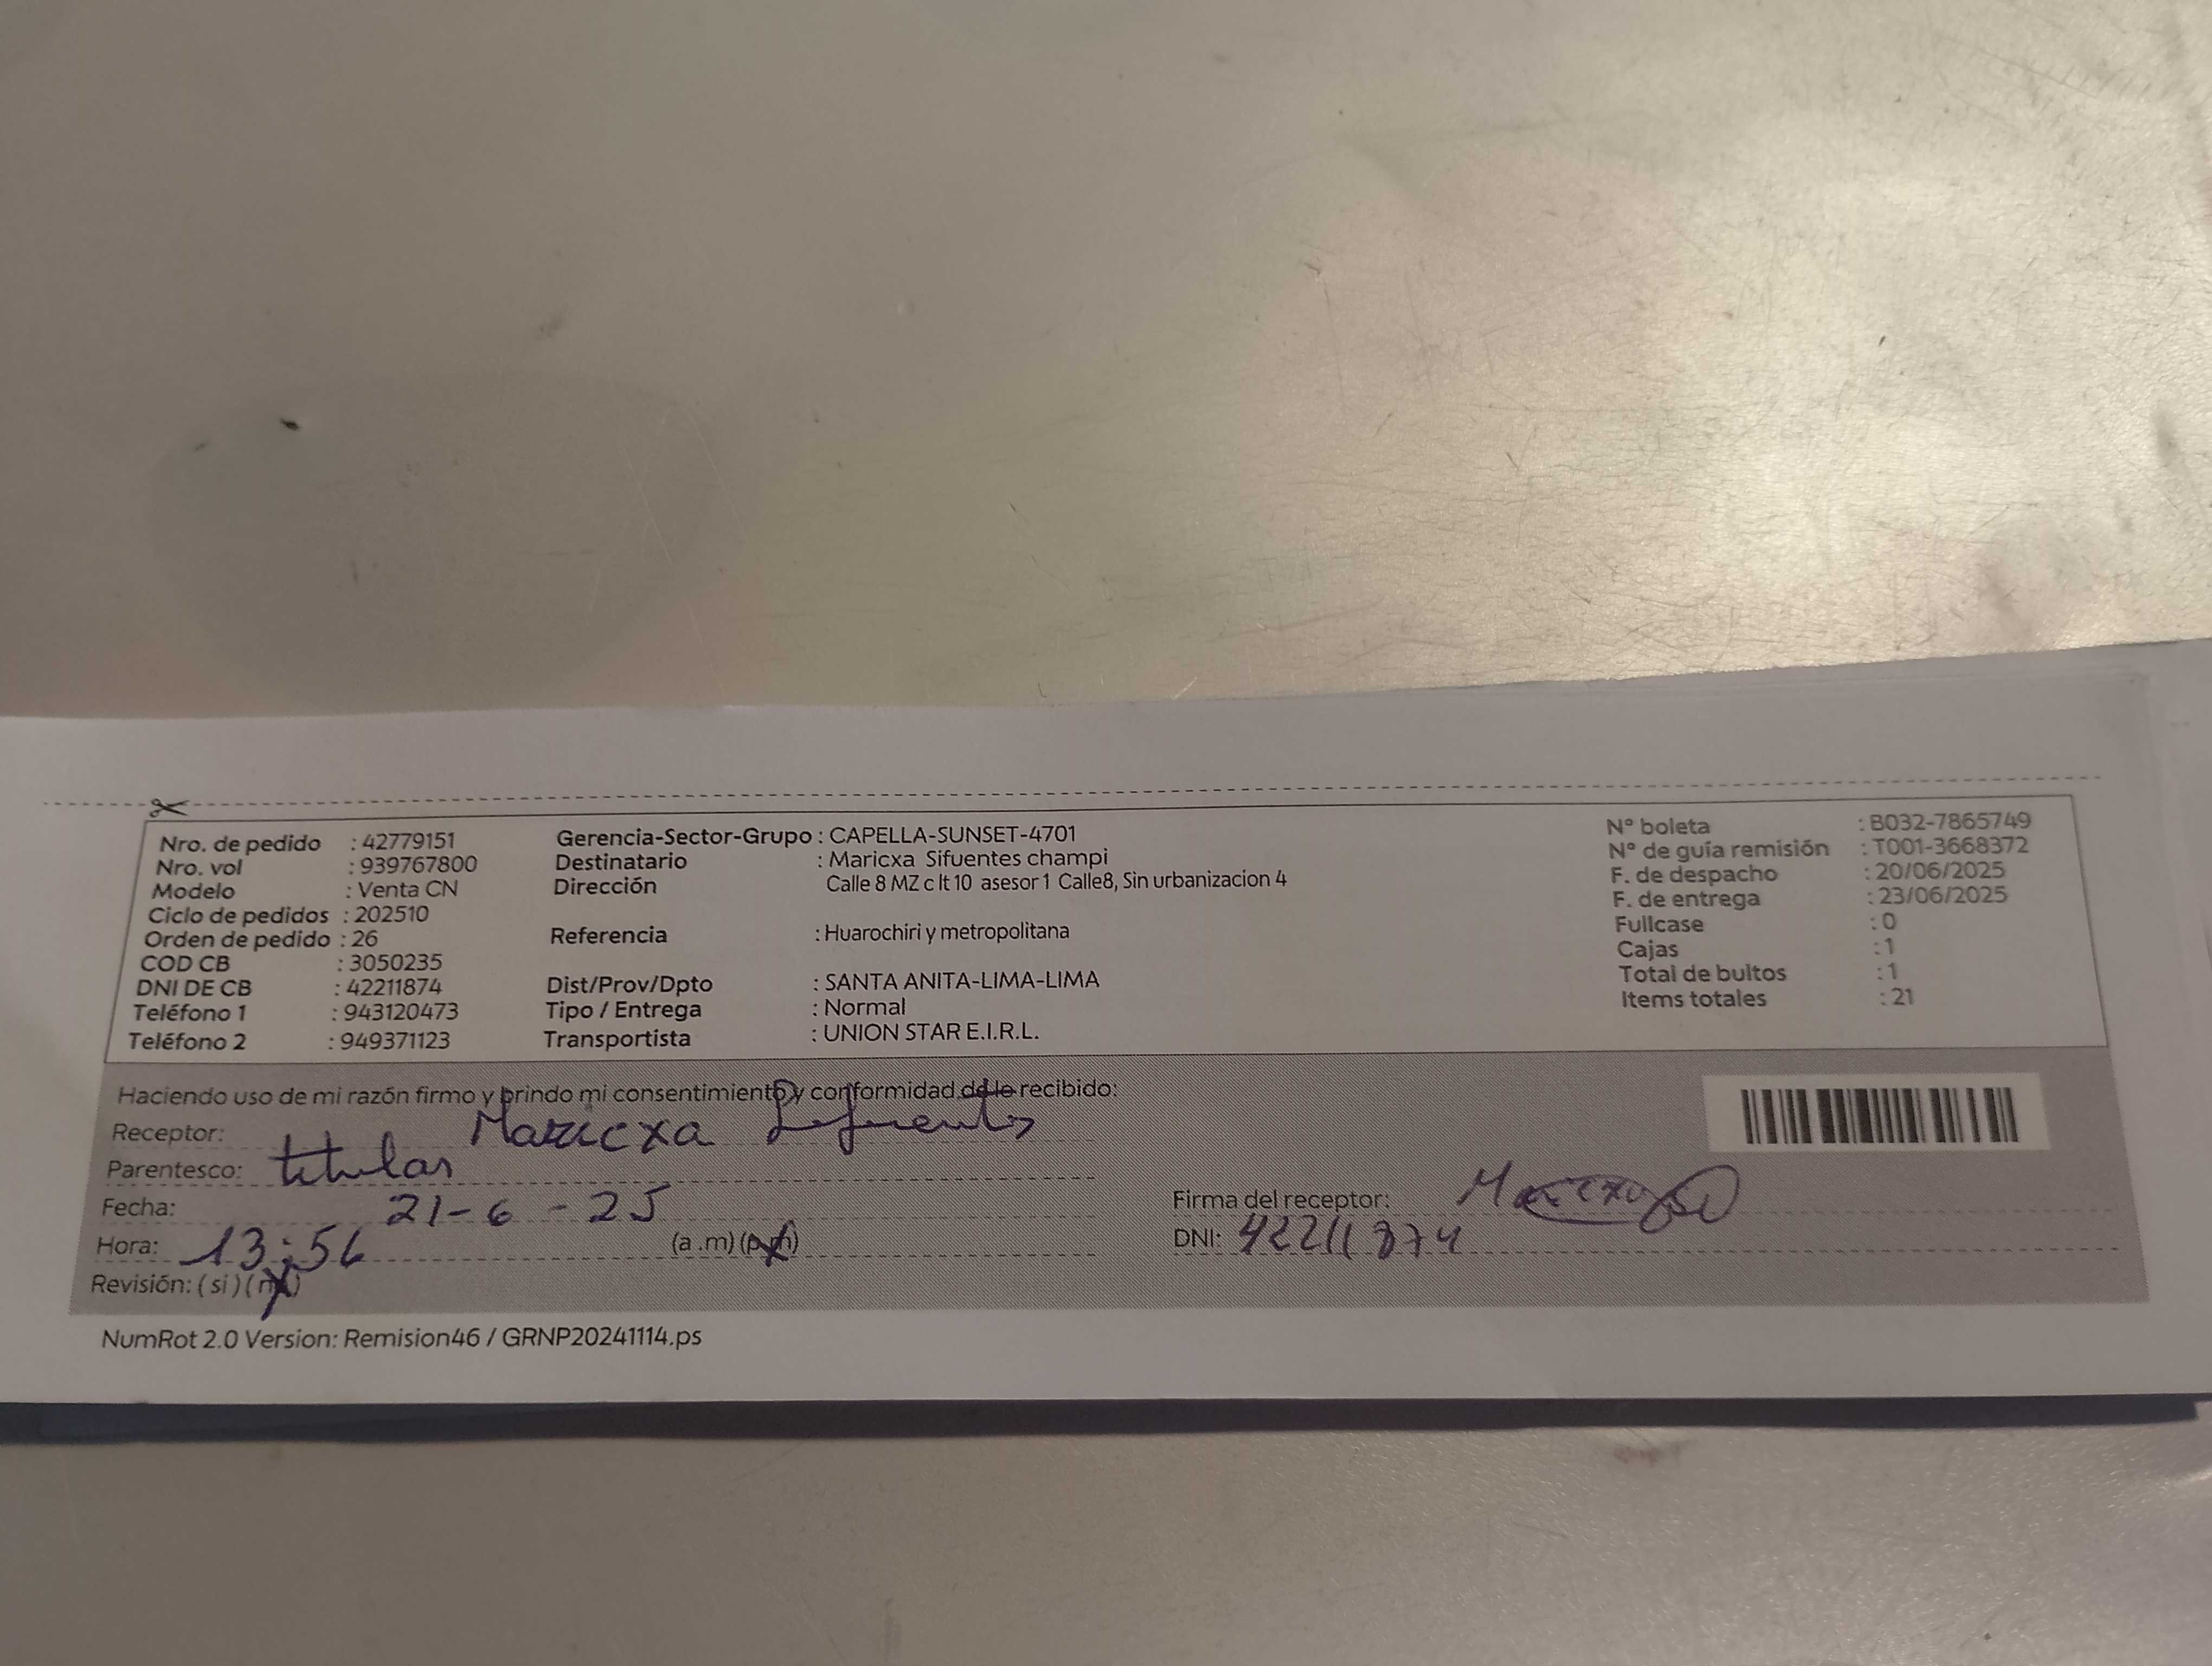 Nro. de pedido : 42779151
Nro. vol : 939767800
Modelo : Venta CN
Ciclo de pedidos : 202510
Orden de pedido : 26
COD CB : 3050235
DNI DE CB : 42211874
Teléfono 1 : 943120473
Teléfono 2 : 949371123
Gerencia-Sector-Grupo : CAPELLA-SUNSET-4701
Destinatario : Maricxa Sifuentes champi
Dirección Calle 8 MZ c lt 10 asesor 1 Calle8, Sin urbanizacion 4
Referencia : Huarochiri y metropolitana
Dist/Prov/Dpto : SANTA ANITA-LIMA-LIMA
Tipo / Entrega : Normal
Transportista : UNION STAR E.I.R.L.
N° boleta : B032-7865749
N° de guía remisión : T001-3668372
F. de despacho : 20/06/2025
F. de entrega : 23/06/2025
Fullcase : 0
Cajas : 1
Total de bultos : 1
Items totales : 21
Haciendo uso de mi razón firmo y brindo mi consentimiento y conformidad de lo recibido:
Receptor: Maricxa Sifuentes
Parentesco: titular
Fecha: 21-6-25
Hora: 13:56 (a.m) (p.m)
Revisión: (si) (no)
Firma del receptor: Maricxa
DNI: 42211874
NumRot 2.0 Version: Remision46 / GRNP20241114.ps